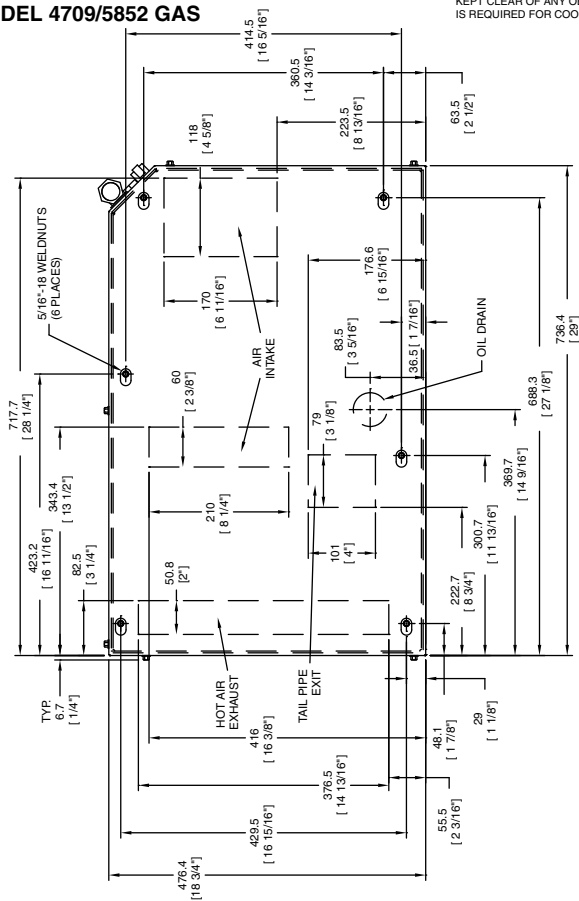 DEL 4709/5852 GAS
KEPT CLEAR OF ANY O
IS REQUIRED FOR COO
414.5
[ 16 5/16"]
360.5
[ 14 3/16"]
118
[ 4 5/8"]
223.5
[ 8 13/16"]
63.5
[ 2 1/2"]
5/16"-18 WELDNUTS
(6 PLACES)
717.7
[ 28 1/4"]
343.4
[ 13 1/2"]
423.2
[ 16 11/16"]
82.5
[ 3 1/4"]
50.8
[2"]
TYP.
6.7
[ 1/4"]
170
[ 6 11/16"]
AIR
INTAKE
60
[ 2 3/8"]
210
[ 8 1/4"]
176.6
[ 6 15/16"]
83.5
[ 3 5/16"]
36.5 [ 1 7/16"]
OIL DRAIN
79
[ 3 1/8"]
101
[ 4"]
736.4
[ 29"]
688.3
[ 27 1/8"]
369.7
[ 14 9/16"]
300.7
[ 11 13/16"]
222.7
[ 8 3/4"]
HOT AIR
EXHAUST
TAIL PIPE
EXIT
416
[ 16 3/8"]
376.5
[ 14 13/16"]
429.5
[ 16 15/16"]
476.4
[18 3/4"]
29
[ 1 1/8"]
48.1
[ 1 7/8"]
55.5
[ 2 3/16"]